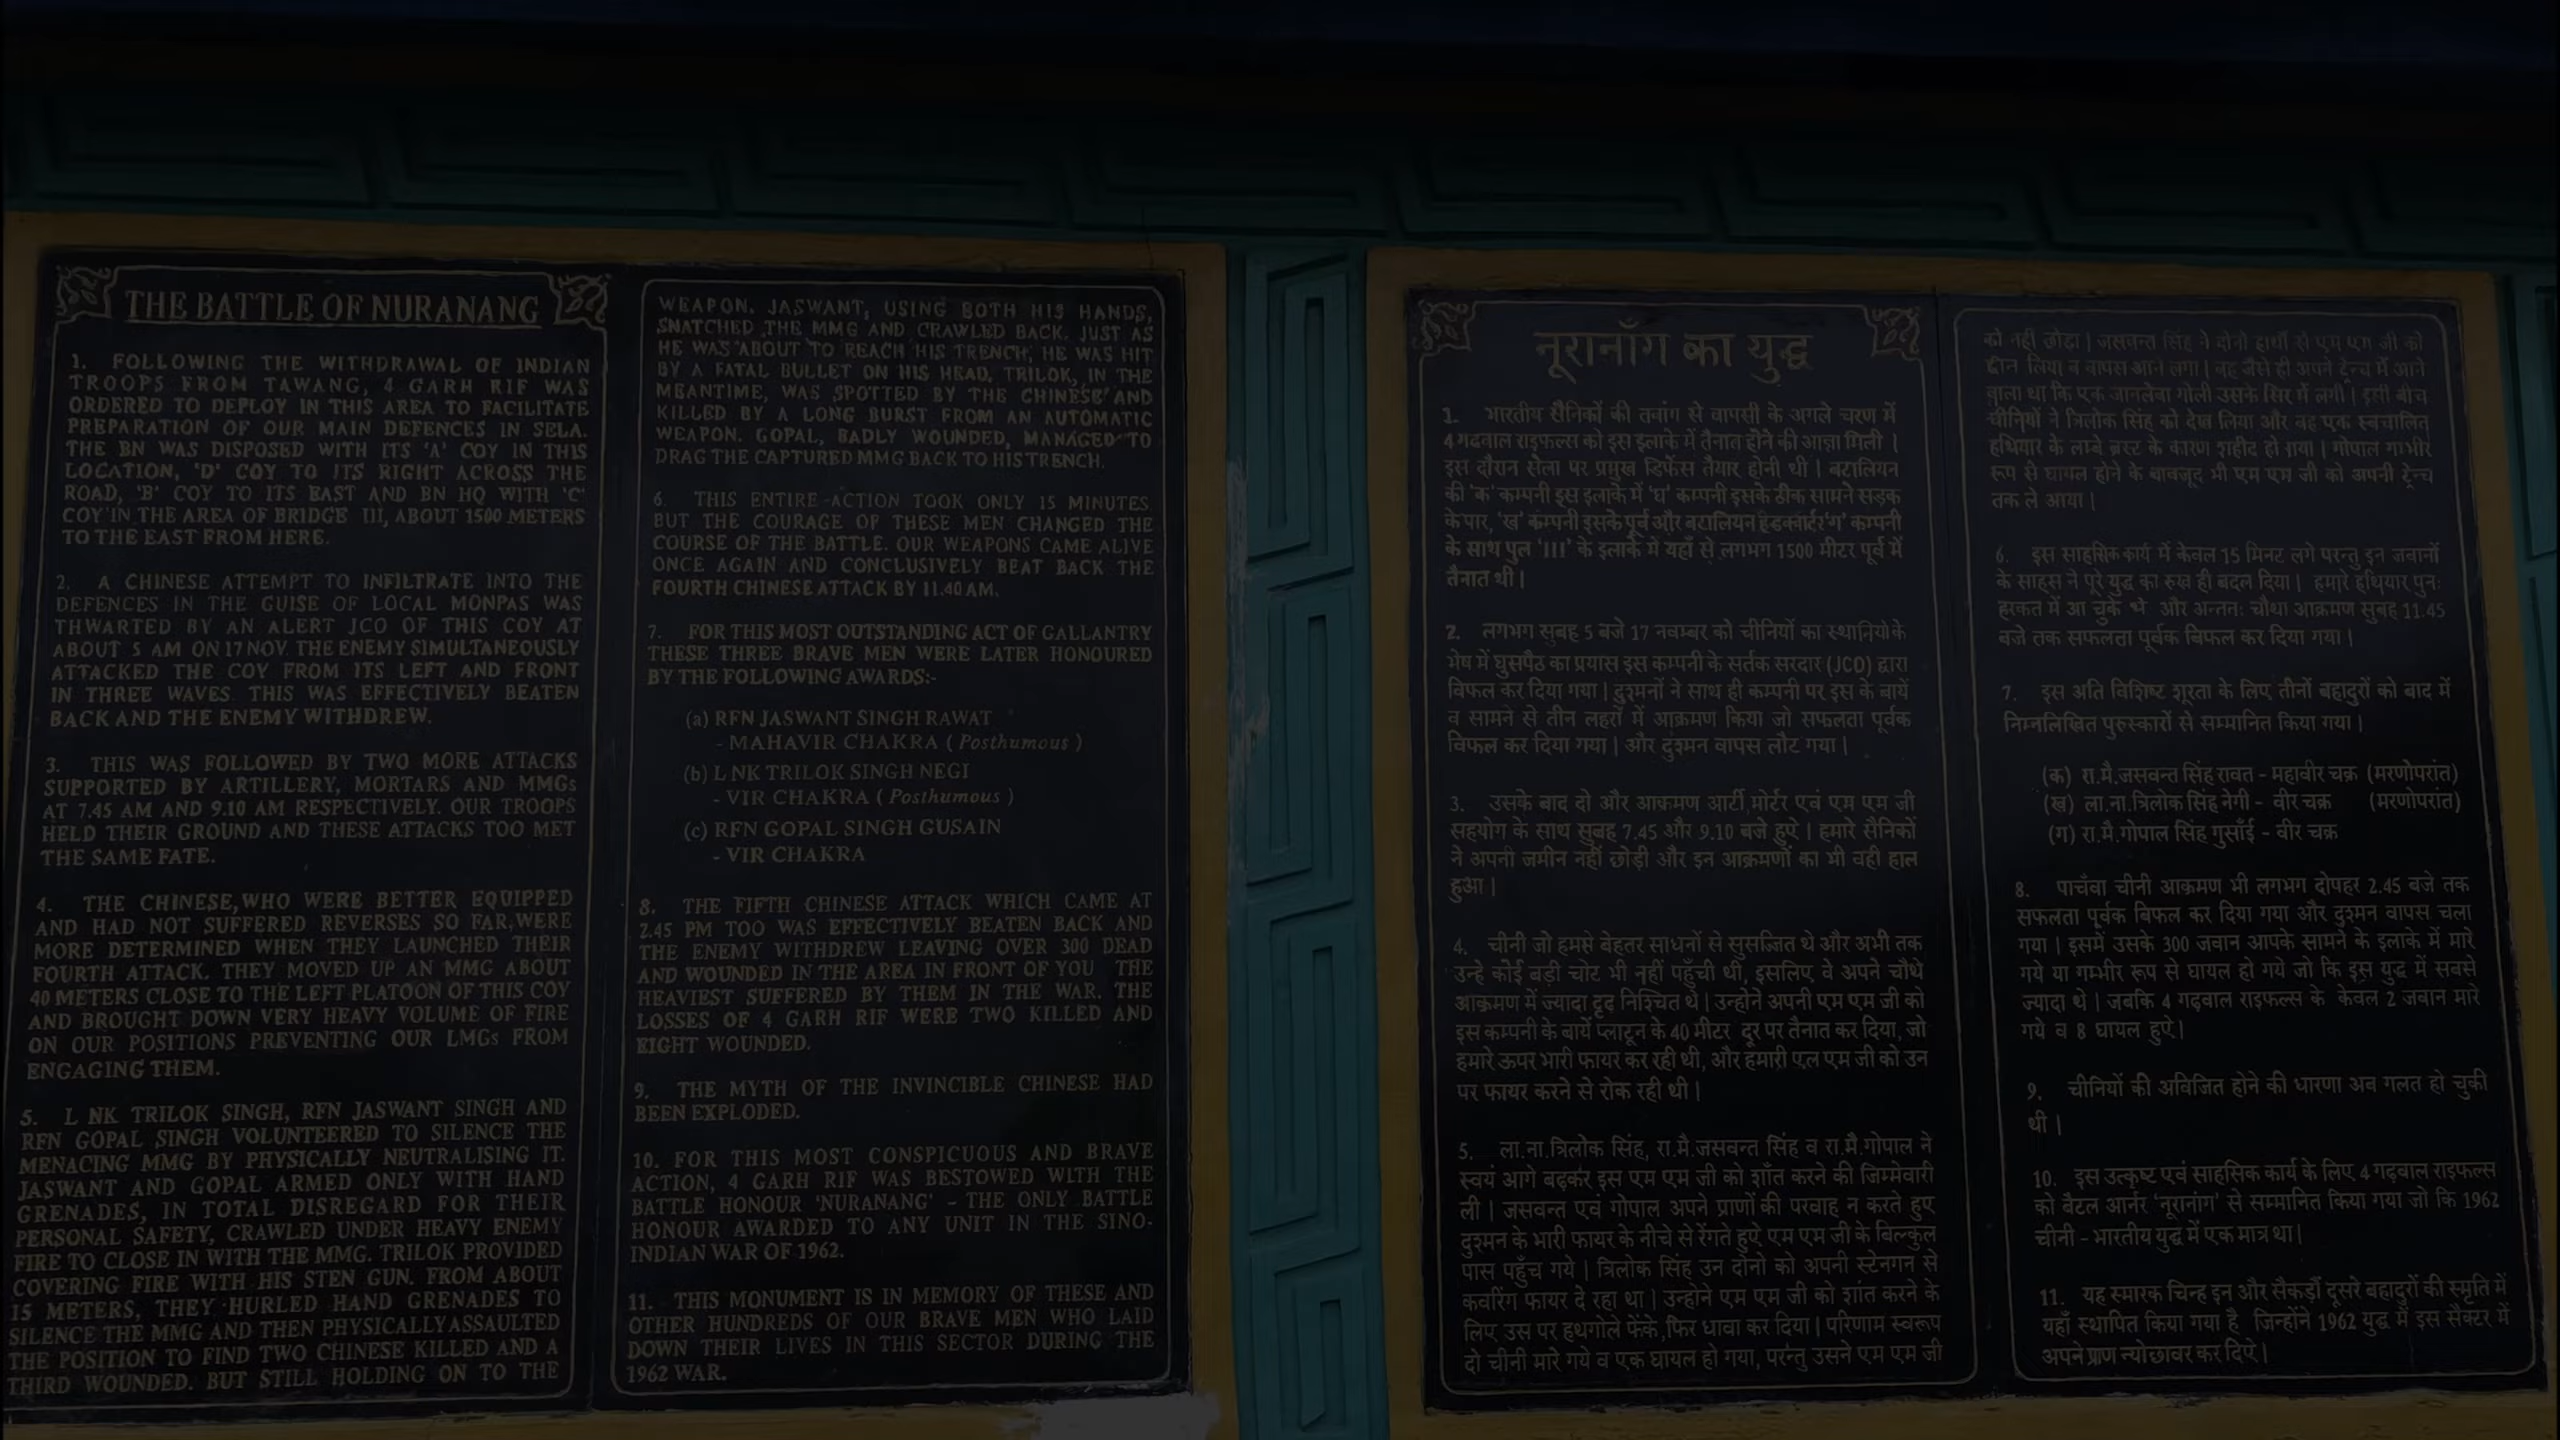 THE BATTLE OF NURANANG
1. FOLLOWING THE WITHDRAWAL OF INDIAN
TROOPS FROM TAWANG, 4 GARH RIF WAS
ORDERED TO DEPLOY IN THIS AREA TO FACILITATE
PREPARATION OF OUR MAIN DEFENCES IN SELA.
THE BN WAS DISPOSED WITH ITS 'A' COY IN THIS
LOCATION, 'D' COY TO ITS RIGHT ACROSS THE
ROAD, 'B' COY TO ITS EAST AND BN HQ WITH 'C'
COY IN THE AREA OF BRIDGE III, ABOUT 1500 METERS
TO THE EAST FROM HERE.
2. A CHINESE ATTEMPT TO INFILTRATE INTO THE
DEFENCES IN THE GUISE OF LOCAL MONPAS WAS
THWARTED BY AN ALERT JCO OF THIS COY AT
ABOUT 5 AM ON 17 NOV. THE ENEMY SIMULTANEOUSLY
ATTACKED THE COY FROM ITS LEFT AND FRONT
IN THREE WAVES. THIS WAS EFFECTIVELY BEATEN
BACK AND THE ENEMY WITHDREW.
3. THIS WAS FOLLOWED BY TWO MORE ATTACKS
SUPPORTED BY ARTILLERY, MORTARS AND MMGs
AT 7.45 AM AND 9.10 AM RESPECTIVELY. OUR TROOPS
HELD THEIR GROUND AND THESE ATTACKS TOO MET
THE SAME FATE.
4. THE CHINESE, WHO WERE BETTER EQUIPPED
AND HAD NOT SUFFERED REVERSES SO FAR, WERE
MORE DETERMINED WHEN THEY LAUNCHED THEIR
FOURTH ATTACK. THEY MOVED UP AN MMG ABOUT
40 METERS CLOSE TO THE LEFT PLATOON OF THIS COY
AND BROUGHT DOWN VERY HEAVY VOLUME OF FIRE
ON OUR POSITIONS PREVENTING OUR LMGs FROM
ENGAGING THEM.
5. L NK TRILOK SINGH, RFN JASWANT SINGH AND
RFN GOPAL SINGH VOLUNTEERED TO SILENCE THE
MENACING MMG BY PHYSICALLY NEUTRALISING IT.
JASWANT AND GOPAL ARMED ONLY WITH HAND
GRENADES, IN TOTAL DISREGARD FOR THEIR
PERSONAL SAFETY, CRAWLED UNDER HEAVY ENEMY
FIRE TO CLOSE IN WITH THE MMG. TRILOK PROVIDED
COVERING FIRE WITH HIS STEN GUN. FROM ABOUT
15 METERS, THEY HURLED HAND GRENADES TO
SILENCE THE MMG AND THEN PHYSICALLY ASSAULTED
THE POSITION TO FIND TWO CHINESE KILLED AND A
THIRD WOUNDED. BUT STILL HOLDING ON TO THE
WEAPON. JASWANT, USING BOTH HIS HANDS,
SNATCHED THE MMG AND CRAWLED BACK. JUST AS
HE WAS ABOUT TO REACH HIS TRENCH, HE WAS HIT
BY A FATAL BULLET ON HIS HEAD. TRILOK, IN THE
MEANTIME, WAS SPOTTED BY THE CHINESE AND
KILLED BY A LONG BURST FROM AN AUTOMATIC
WEAPON. GOPAL, BADLY WOUNDED, MANAGED TO
DRAG THE CAPTURED MMG BACK TO HIS TRENCH.
6. THIS ENTIRE ACTION TOOK ONLY 15 MINUTES
BUT THE COURAGE OF THESE MEN CHANGED THE
COURSE OF THE BATTLE. OUR WEAPONS CAME ALIVE
ONCE AGAIN AND CONCLUSIVELY BEAT BACK THE
FOURTH CHINESE ATTACK BY 11.40 AM.
7. FOR THIS MOST OUTSTANDING ACT OF GALLANTRY
THESE THREE BRAVE MEN WERE LATER HONOURED
BY THE FOLLOWING AWARDS:-
(a) RFN JASWANT SINGH RAWAT
- MAHAVIR CHAKRA ( Posthumous )
(b) L NK TRILOK SINGH NEGI
- VIR CHAKRA ( Posthumous )
(c) RFN GOPAL SINGH GUSAIN
- VIR CHAKRA
8. THE FIFTH CHINESE ATTACK WHICH CAME AT
2.45 PM TOO WAS EFFECTIVELY BEATEN BACK AND
THE ENEMY WITHDREW LEAVING OVER 300 DEAD
AND WOUNDED IN THE AREA IN FRONT OF YOU THE
HEAVIEST SUFFERED BY THEM IN THE WAR. THE
LOSSES OF 4 GARH RIF WERE TWO KILLED AND
EIGHT WOUNDED.
9. THE MYTH OF THE INVINCIBLE CHINESE HAD
BEEN EXPLODED.
10. FOR THIS MOST CONSPICUOUS AND BRAVE
ACTION, 4 GARH RIF WAS BESTOWED WITH THE
BATTLE HONOUR 'NURANANG' – THE ONLY BATTLE
HONOUR AWARDED TO ANY UNIT IN THE SINO-
INDIAN WAR OF 1962.
11. THIS MONUMENT IS IN MEMORY OF THESE AND
OTHER HUNDREDS OF OUR BRAVE MEN WHO LAID
DOWN THEIR LIVES IN THIS SECTOR DURING THE
1962 WAR.
नूरानाँग का युद्ध
1. भारतीय सैनिकों की तवांग से वापसी के अगले चरण में
4 गढवाल राइफल्स को इस इलाके में तैनात होने की आज्ञा मिली |
इस दौरान सेला पर प्रमुख डिफेंस तैयार होनी थी | बटालियन
की 'क' कम्पनी इस इलाके में 'घ' कम्पनी इसके ठीक सामने सड़क
के पार, 'ख' कम्पनी इसके पूर्व और बटालियन हेडक्वार्टर 'ग' कम्पनी
के साथ पुल 'III' के इलाके में यहाँ से लगभग 1500 मीटर पूर्व में
तैनात थी |
2. लगभग सुबह 5 बजे 17 नवम्बर को चीनियों का स्थानियो के
भेष में घुसपैठ का प्रयास इस कम्पनी के सर्तक सरदार (JCO) द्वारा
विफल कर दिया गया | दुश्मनों ने साथ ही कम्पनी पर इस के बायें
व सामने से तीन लहरों में आक्रमण किया जो सफलता पूर्वक
विफल कर दिया गया | और दुश्मन वापस लौट गया |
3. उसके बाद दो और आक्रमण आर्टी, मोर्टर एवं एम एम जी
सहयोग के साथ सुबह 7.45 और 9.10 बजे हुऐ | हमारे सैनिकों
ने अपनी जमीन नहीं छोड़ी और इन आक्रमणों का भी वही हाल
हुआ |
4. चीनी जो हमसे बेहतर साधनों से सुसज्जित थे और अभी तक
उन्हे कोई बड़ी चोट भी नहीं पहुँची थी, इसलिए वे अपने चौथे
आक्रमण में ज्यादा दृढ़ निश्चित थे | उन्होंने अपनी एम एम जी को
इस कम्पनी के बायें प्लाटून के 40 मीटर दूर पर तैनात कर दिया, जो
हमारे ऊपर भारी फायर कर रही थी, और हमारी एल एम जी को उन
पर फायर करने से रोक रही थी |
5. ला.ना.त्रिलोक सिंह, रा.मै.जसवन्त सिंह व रा.मै.गोपाल ने
स्वयं आगे बढ़कर इस एम एम जी को शाँत करने की जिम्मेवारी
ली | जसवन्त एवं गोपाल अपने प्राणों की परवाह न करते हुए
दुश्मन के भारी फायर के नीचे से रेंगते हुऐ एम एम जी के बिल्कुल
पास पहुँच गये | त्रिलोक सिंह उन दोनो को अपनी स्टेनगन से
कवरिंग फायर दे रहा था | उन्होने एम एम जी को शांत करने के
लिए उस पर हथगोले फेंके, फिर धावा कर दिया | परिणाम स्वरूप
दो चीनी मारे गये व एक घायल हो गया, परंन्तु उसने एम एम जी
को नहीं छोड़ा | जसवन्त सिंह ने दोनो हाथों से एम एम जी को
छीन लिया व वापस आने लगा | वह जैसे ही अपने ट्रेन्च में आने
वाला था कि एक जानलेवा गोली उसके सिर में लगी | इसी बीच
चीनियों ने त्रिलोक सिंह को देख लिया और वह एक स्वचालित
हथियार के लम्बे ब्रस्ट के कारण शहीद हो गया | गोपाल गम्भीर
रूप से घायल होने के बावजूद भी एम एम जी को अपनी ट्रेन्च
तक ले आया |
6. इस साहसिक कार्य में केवल 15 मिनट लगे परन्तु इन जवानों
के साहस ने पूरे युद्ध का रुख ही बदल दिया | हमारे हथियार पुनः
हरकत में आ चुके थे और अन्ततः चौथा आक्रमण सुबह 11.45
बजे तक सफलता पूर्वक बिफल कर दिया गया |
7. इस अति विशिष्ट शूरता के लिए तीनों बहादुरों को बाद में
निम्नलिखित पुरुस्कारों से सम्मानित किया गया |
(क) रा.मै.जसवन्त सिंह रावत - महावीर चक्र (मरणोपरांत)
(ख) ला.ना.त्रिलोक सिंह नेगी - वीर चक्र (मरणोपरांत)
(ग) रा.मै.गोपाल सिंह गुसाँई - वीर चक्र
8. पाचँवा चीनी आक्रमण भी लगभग दोपहर 2.45 बजे तक
सफलता पूर्वक बिफल कर दिया गया और दुश्मन वापस चला
गया | इसमें उसके 300 जवान आपके सामने के इलाके में मारे
गये या गम्भीर रूप से घायल हो गये जो कि इस युद्ध में सबसे
ज्यादा थे | जबकि 4 गढ़वाल राइफल्स के केवल 2 जवान मारे
गये व 8 घायल हुऐ |
9. चीनियों की अविजित होने की धारणा अब गलत हो चुकी
थी |
10. इस उत्कृष्ट एवं साहसिक कार्य के लिए 4 गढ़वाल राइफल्स
को बैटल आर्नर 'नूरानांग' से सम्मानित किया गया जो कि 1962
चीनी - भारतीय युद्ध में एक मात्र था |
11. यह स्मारक चिन्ह इन और सैकड़ौं दूसरे बहादुरों की स्मृति में
यहाँ स्थापित किया गया है जिन्होंने 1962 युद्ध में इस सैक्टर में
अपने प्राण न्योछावर कर दिऐ |